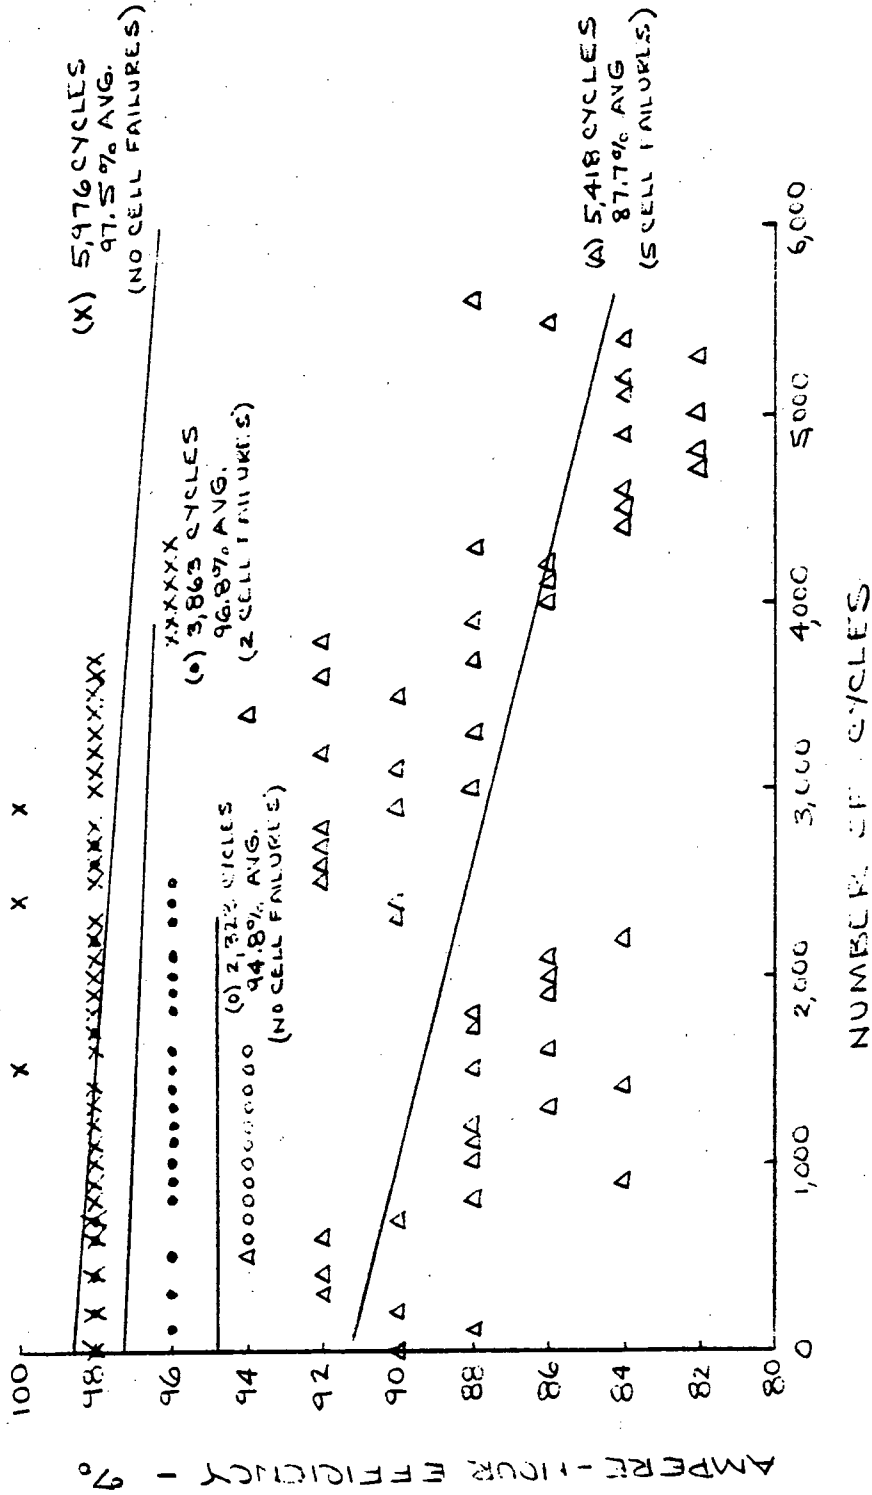 (X) 5,976 CYCLES
97.5% AVG.
(NO CELL FAILURES)
XXXXXX
(•) 3,863 CYCLES
96.8% AVG.
(2 CELL FAILURES)
(O) CYCLES
94.8% AVG.
(NO CELL FAILURES)
(Δ) 5,418 CYCLES
87.7% AVG
(5 CELL FAILURES)
100
98
96
94
92
90
88
86
84
82
80
AMPERE-HOUR EFFICIENCY - %
0
1,000
2,000
3,000
4,000
5,000
6,000
NUMBER OF CYCLES